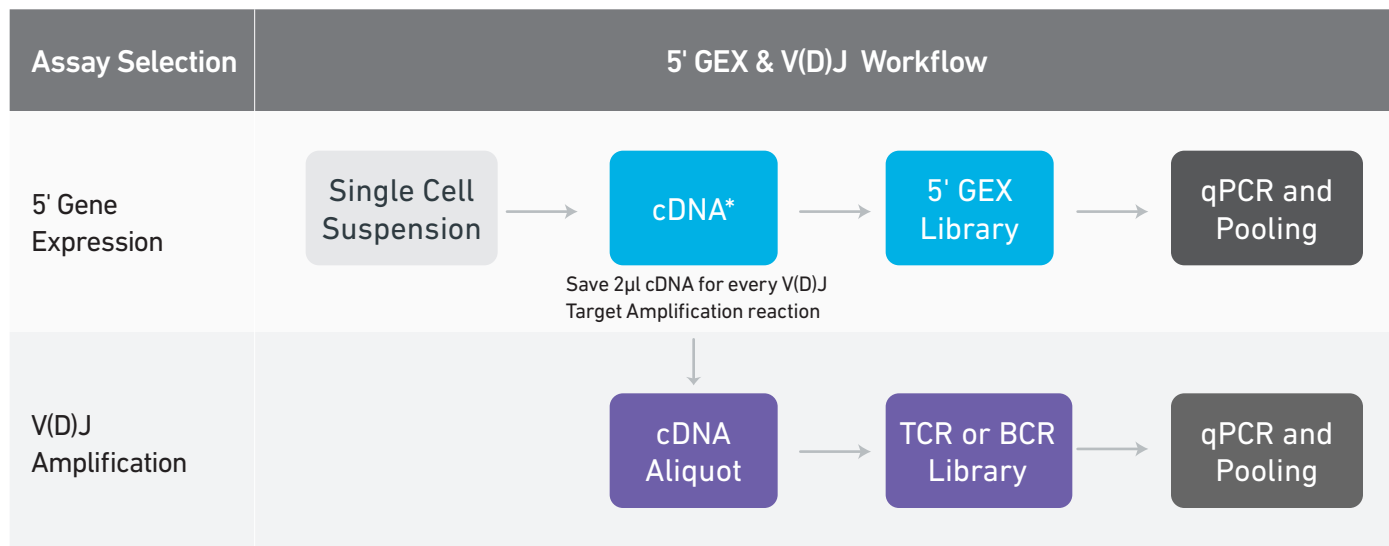 Assay Selection
5' GEX & V(D)J Workflow
5' Gene
Expression
Single Cell
Suspension
cDNA*
5' GEX
Library
qPCR and
Pooling
Save 2µl cDNA for every V(D)J
Target Amplification reaction
V(D)J
Amplification
cDNA
Aliquot
TCR or BCR
Library
qPCR and
Pooling